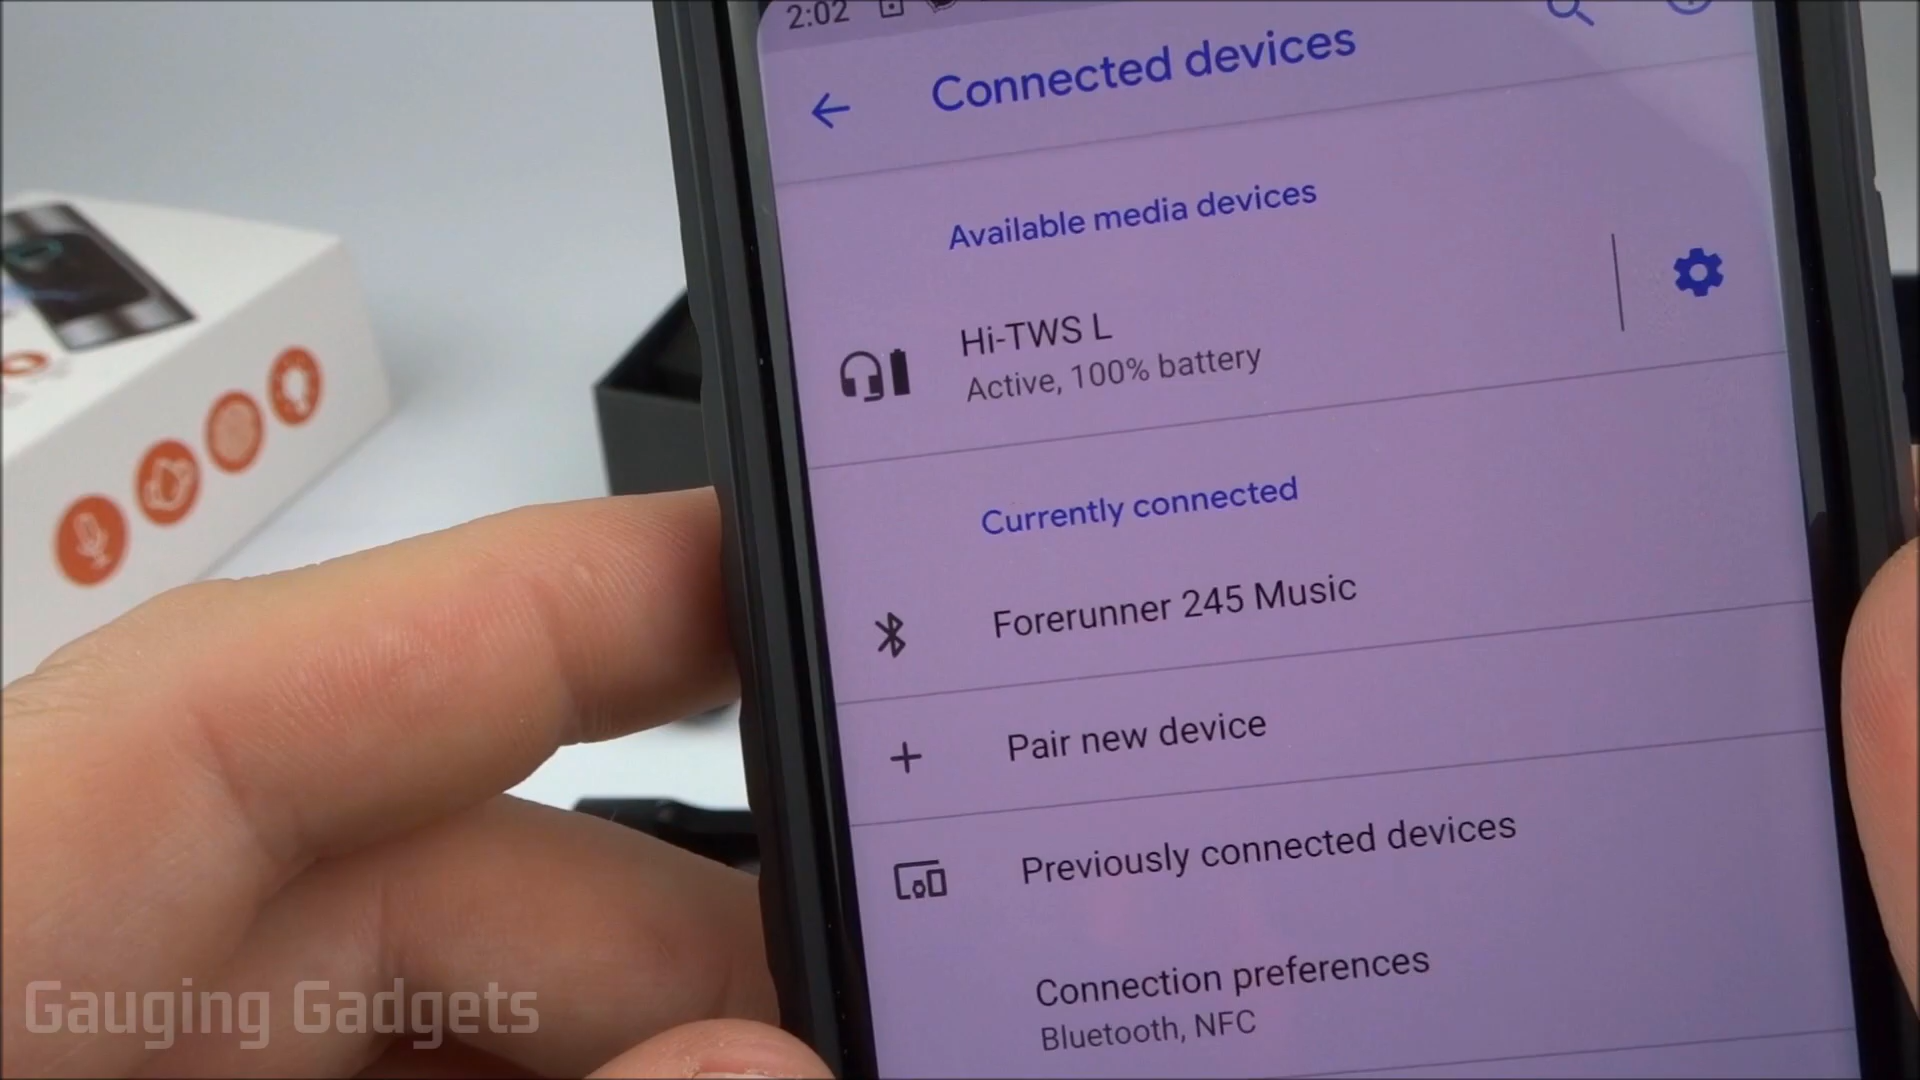 2:02
Connected devices
Available media devices
Hi-TWS L
Active, 100% battery
Currently connected
Forerunner 245 Music
Pair new device
Previously connected devices
Connection preferences
Bluetooth, NFC
Gauging Gadgets